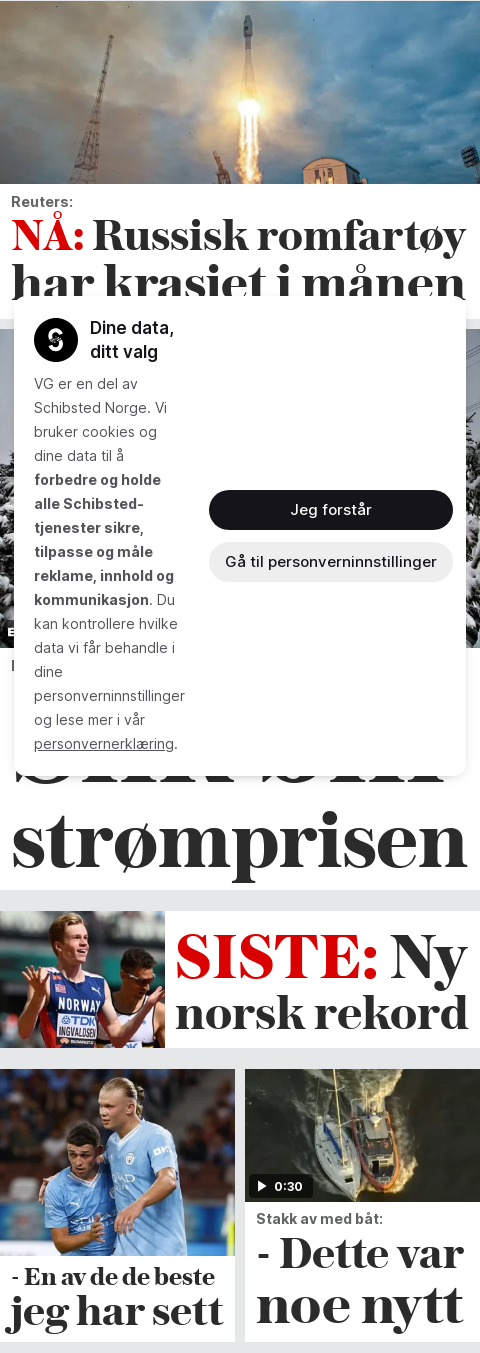 Reuters:
NÅ: Russisk romfartøy
har krasjet i månen
Dine data,
ditt valg
VG er en del av
Schibsted Norge. Vi
bruker cookies og
dine data til å
forbedre og holde
alle Schibsted-
tjenester sikre,
tilpasse og måle
reklame, innhold og
kommunikasjon. Du
kan kontrollere hvilke
data vi får behandle i
dine
personverninnstillinger
og lese mer i vår
personvernerklæring.
Jeg forstår
Gå til personverninnstillinger
strømprisen
NORWAY
TDK
INGVALDSEN
BUDAPEST23
SISTE: Ny
norsk rekord
0:30
Stakk av med båt:
- Dette var
noe nytt
- En av de de beste
jeg har sett